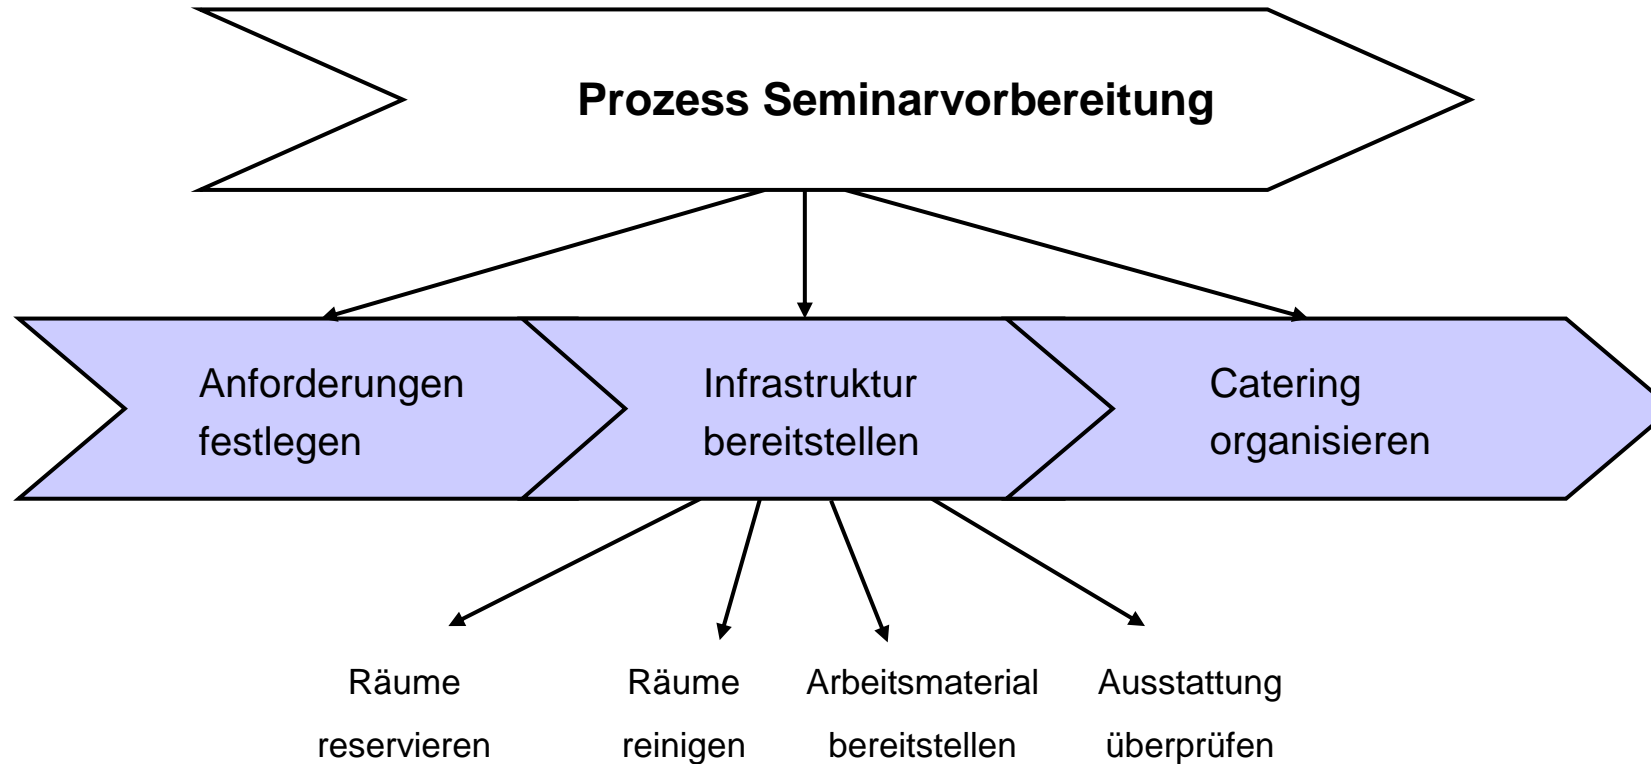 Prozess Seminarvorbereitung
Anforderungen
festlegen
Infrastruktur
bereitstellen
Catering
organisieren
Räume
reservieren
Räume
reinigen
Arbeitsmaterial
bereitstellen
Ausstattung
überprüfen